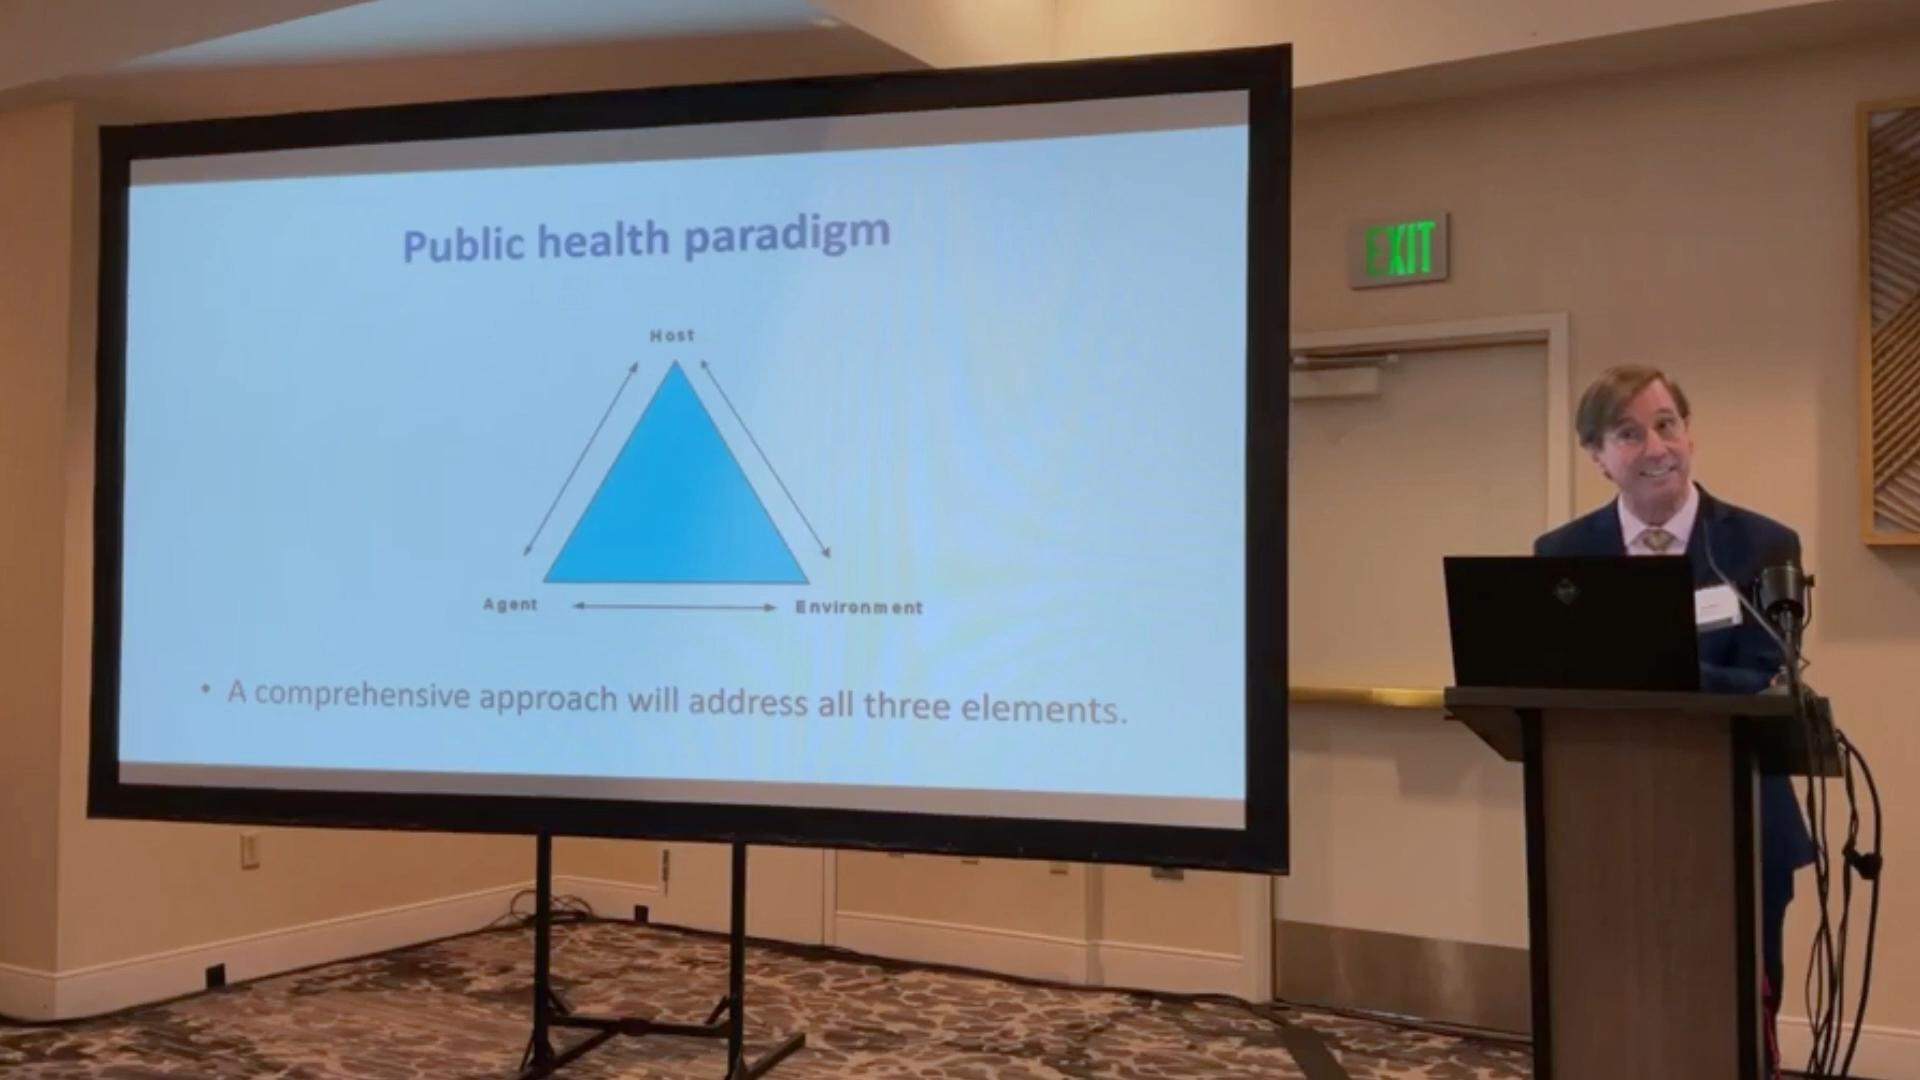 Public health paradigm
EXIT
Host
Agent
Environment
• A comprehensive approach will address all three elements.